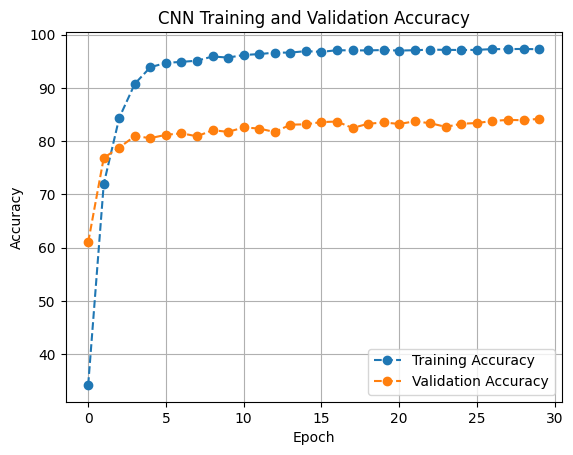 CNN Training and Validation Accuracy
100
90
80
70
60
50
40
Accuracy
0 5 10 15 20 25 30
Epoch
Training Accuracy
Validation Accuracy